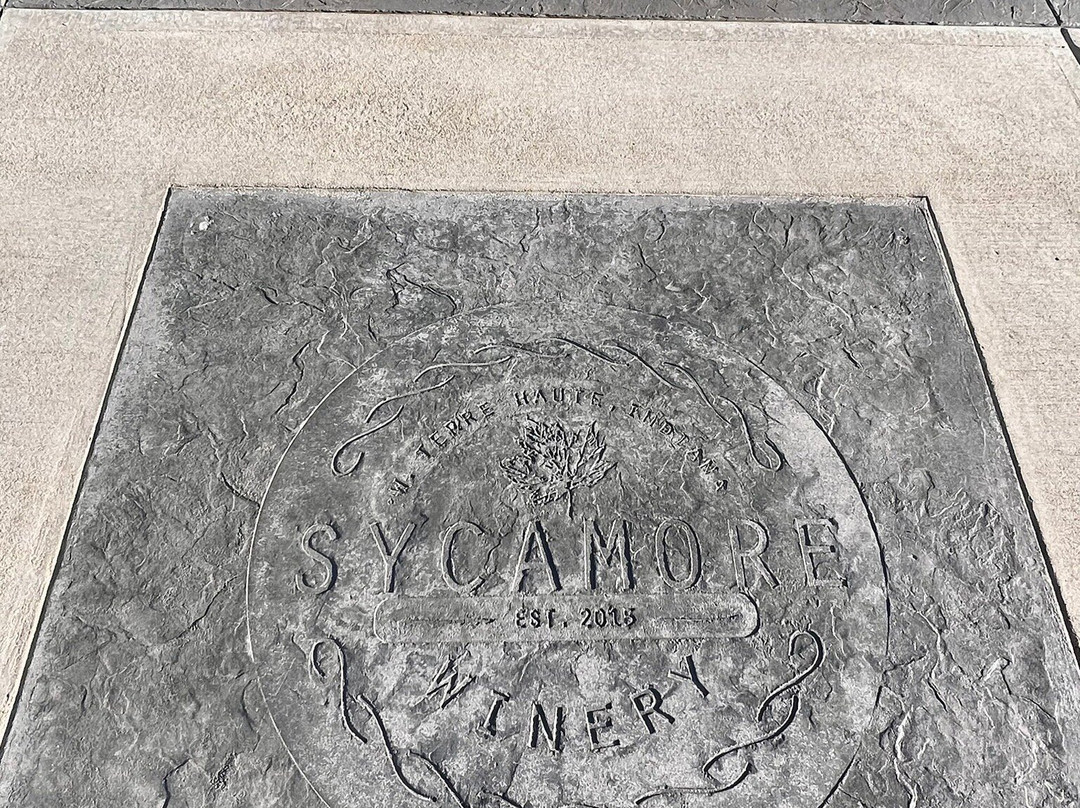 W. TERRE HAUTE, INDIANA
SYCAMORE
EST. 2015
WINERY